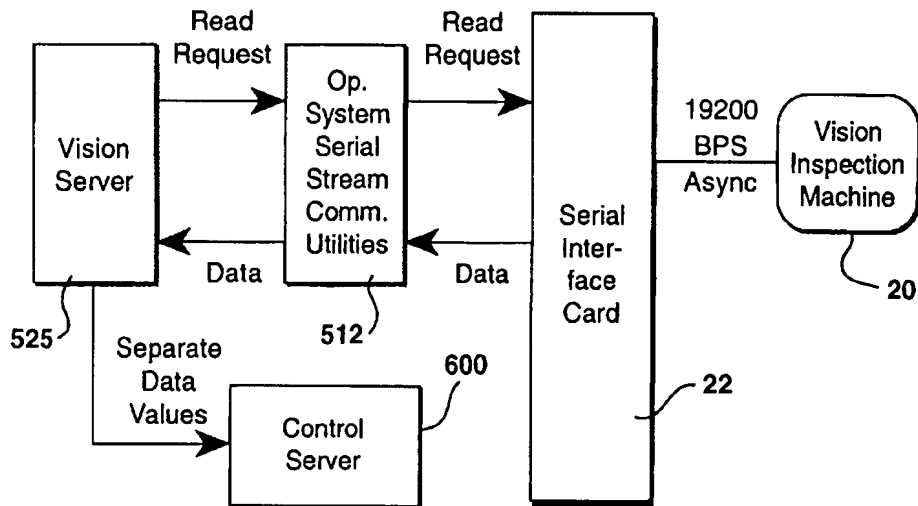 Read
Request
Read
Request
Vision
Server
Op.
System
Serial
Stream
Comm.
Utilities
Serial
Inter-
face
Card
19200
BPS
Async
Vision
Inspection
Machine
Data
Data
525
512
20
22
Separate
Data
Values
600
Control
Server